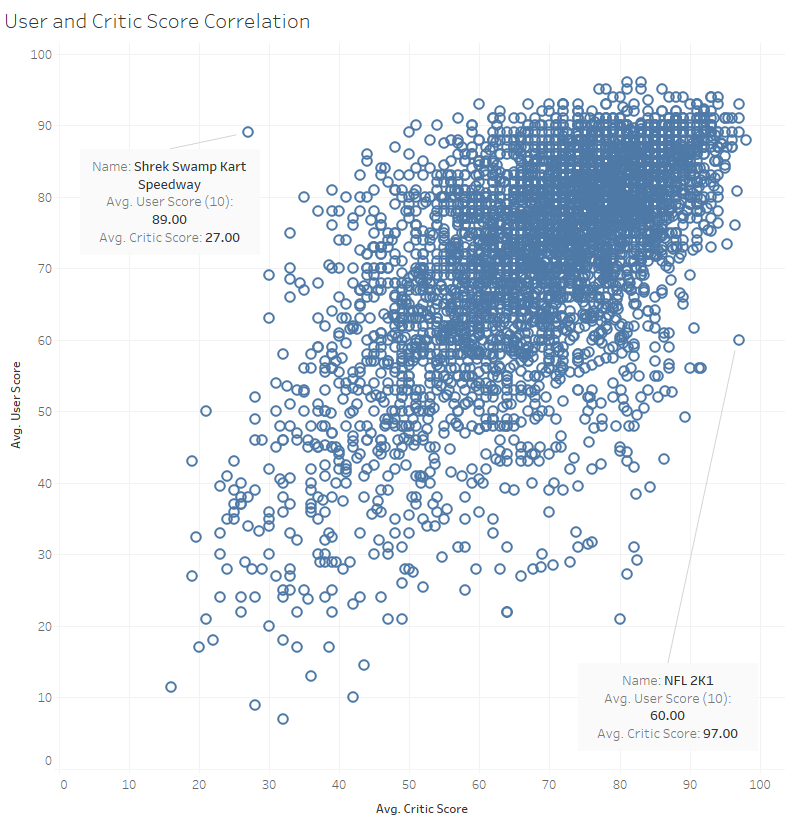 User and Critic Score Correlation
100
90
80
70
60
50
40
30
20
10
0
Avg. User Score
Name: Shrek Swamp Kart
Speedway
Avg. User Score (10):
89.00
Avg. Critic Score: 27.00
Name: NFL 2K1
Avg. User Score (10):
60.00
Avg. Critic Score: 97.00
0 10 20 30 40 50 60 70 80 90 100
Avg. Critic Score